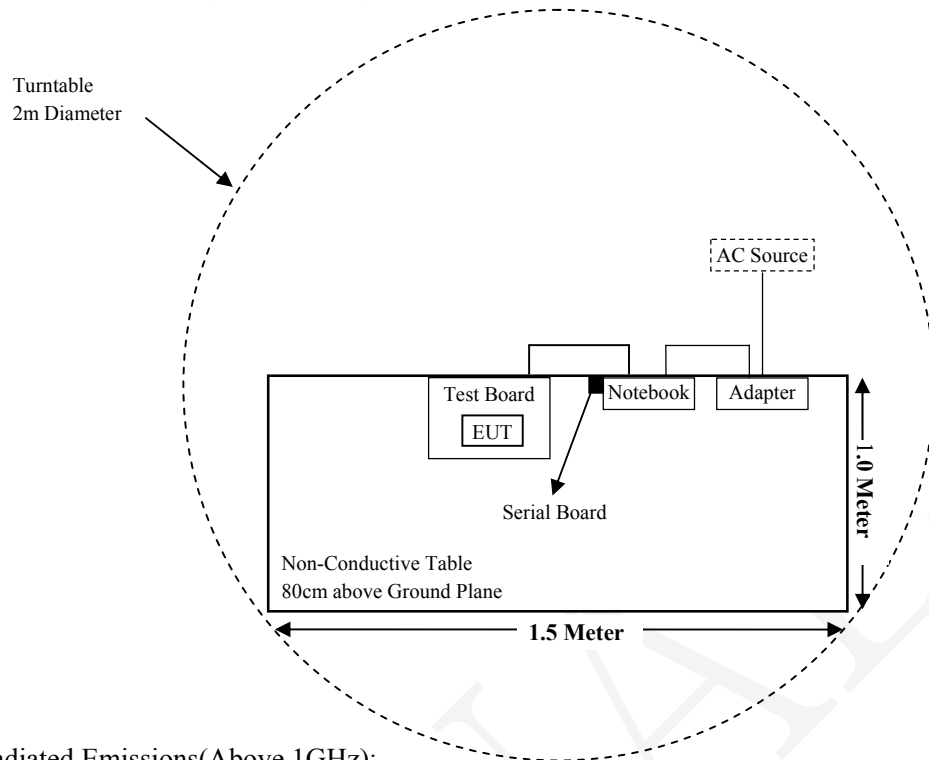 Turntable
2m Diameter
AC Source
Test Board
Notebook
Adapter
EUT
1.0 Meter
Serial Board
Non-Conductive Table
80cm above Ground Plane
1.5 Meter
Emissions(Above 1GHz):